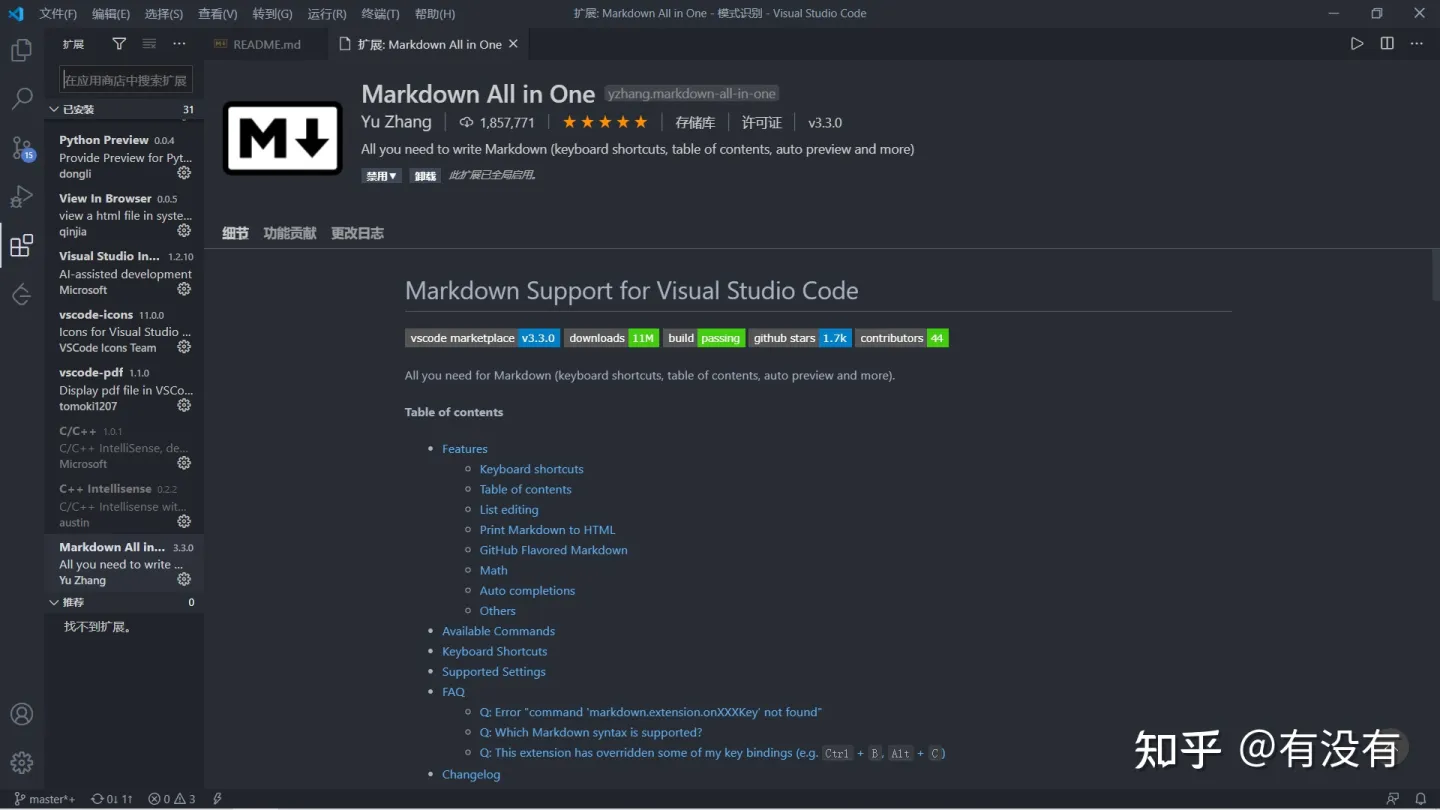 文件(F) 编辑(E) 选择(S) 查看(V) 转到(G) 运行(R) 终端(T) 帮助(H) 扩展: Markdown All in One - 模式识别 - Visual Studio Code
扩展
README.md
扩展: Markdown All in One
在应用商店中搜索扩展
已安装 31
Python Preview 0.0.4
Provide Preview for Pyt...
dongli
View In Browser 0.0.5
view a html file in syste...
qinjia
Visual Studio In... 1.2.10
AI-assisted development
Microsoft
vscode-icons 11.0.0
Icons for Visual Studio ...
VSCode Icons Team
vscode-pdf 1.1.0
Display pdf file in VSCo...
tomoki1207
C/C++ 1.0.1
C/C++ IntelliSense, de...
Microsoft
C++ Intellisense 0.2.2
C/C++ Intellisense wit...
austin
Markdown All in... 3.3.0
All you need to write ...
Yu Zhang
推荐 0
找不到扩展。
15
M
Markdown All in One yzhang.markdown-all-in-one
Yu Zhang 1,857,771 ★★★★★ 存储库 许可证 v3.3.0
All you need to write Markdown (keyboard shortcuts, table of contents, auto preview and more)
禁用▼ 卸载 此扩展已全局启用。
细节 功能贡献 更改日志
Markdown Support for Visual Studio Code
vscode marketplace v3.3.0 downloads 11M build passing github stars 1.7k contributors 44
All you need for Markdown (keyboard shortcuts, table of contents, auto preview and more).
Table of contents
• Features
◦ Keyboard shortcuts
◦ Table of contents
◦ List editing
◦ Print Markdown to HTML
◦ GitHub Flavored Markdown
◦ Math
◦ Auto completions
◦ Others
• Available Commands
• Keyboard Shortcuts
• Supported Settings
• FAQ
◦ Q: Error "command 'markdown.extension.onXXXKey' not found"
◦ Q: Which Markdown syntax is supported?
◦ Q: This extension has overridden some of my key bindings (e.g. Ctrl + B, Alt + C)
• Changelog
知乎 @有没有
master*+ 0↓ 1↑ 0 3